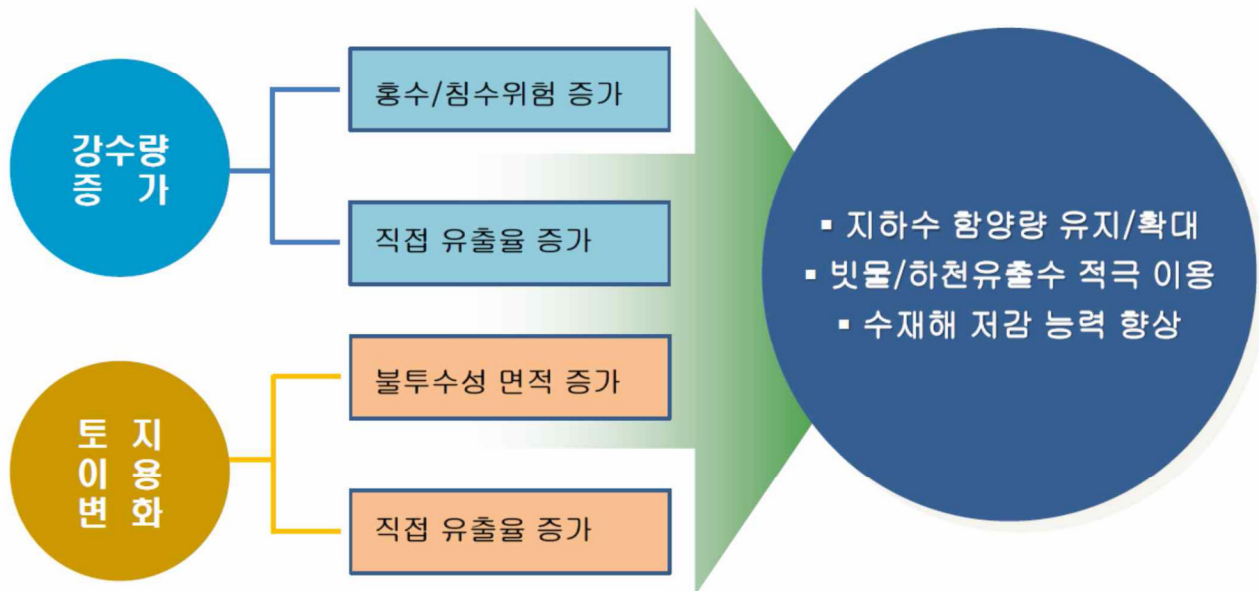 강수량
증 가
홍수/침수위험 증가
직접 유출율 증가
토 지
이 용
변 화
불투수성 면적 증가
직접 유출율 증가
▪ 지하수 함양량 유지/확대
▪ 빗물/하천유출수 적극 이용
▪ 수재해 저감 능력 향상